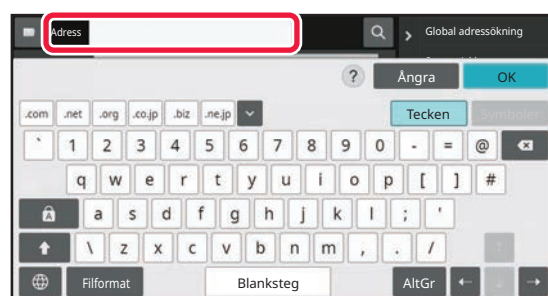 Adress
Global adressökning
? Ångra OK
.com .net .org .co.jp .biz .ne.jp Tecken Symboler
` 1 2 3 4 5 6 7 8 9 0 - = @
q w e r t y u i o p [ ] #
A a s d f g h j k l ; '
\ z x c v b n m , . /
Filformat Blanksteg AltGr